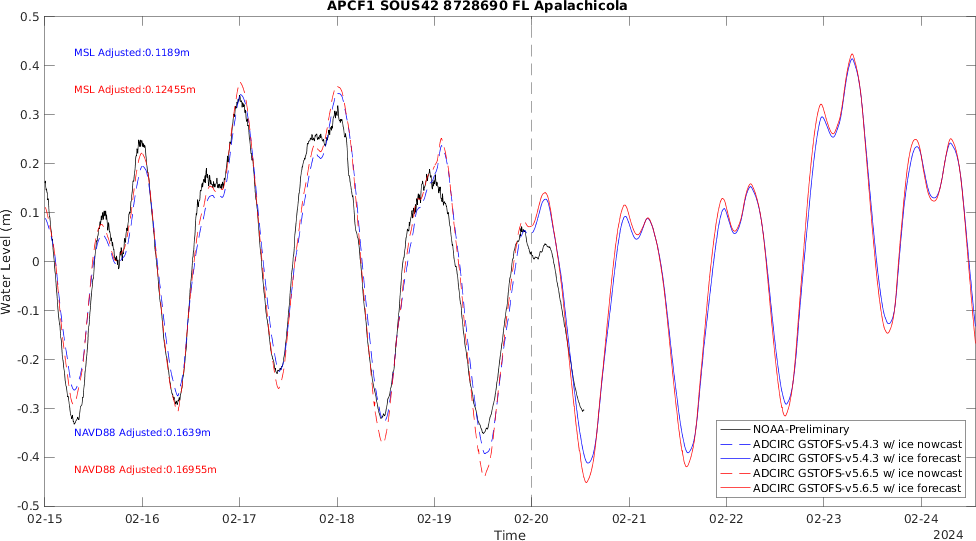 APCF1 SOUS42 8728690 FL Apalachicola
0.5
0.4
0.3
0.2
0.1
0
-0.1
-0.2
-0.3
-0.4
-0.5
Water Level (m)
MSL Adjusted:0.1189m
MSL Adjusted:0.12455m
NAVD88 Adjusted:0.1639m
NAVD88 Adjusted:0.16955m
NOAA-Preliminary
ADCIRC GSTOFS-v5.4.3 w/ ice nowcast
ADCIRC GSTOFS-v5.4.3 w/ ice forecast
ADCIRC GSTOFS-v5.6.5 w/ ice nowcast
ADCIRC GSTOFS-v5.6.5 w/ ice forecast
02-15 02-16 02-17 02-18 02-19 02-20 02-21 02-22 02-23 02-24
Time
2024